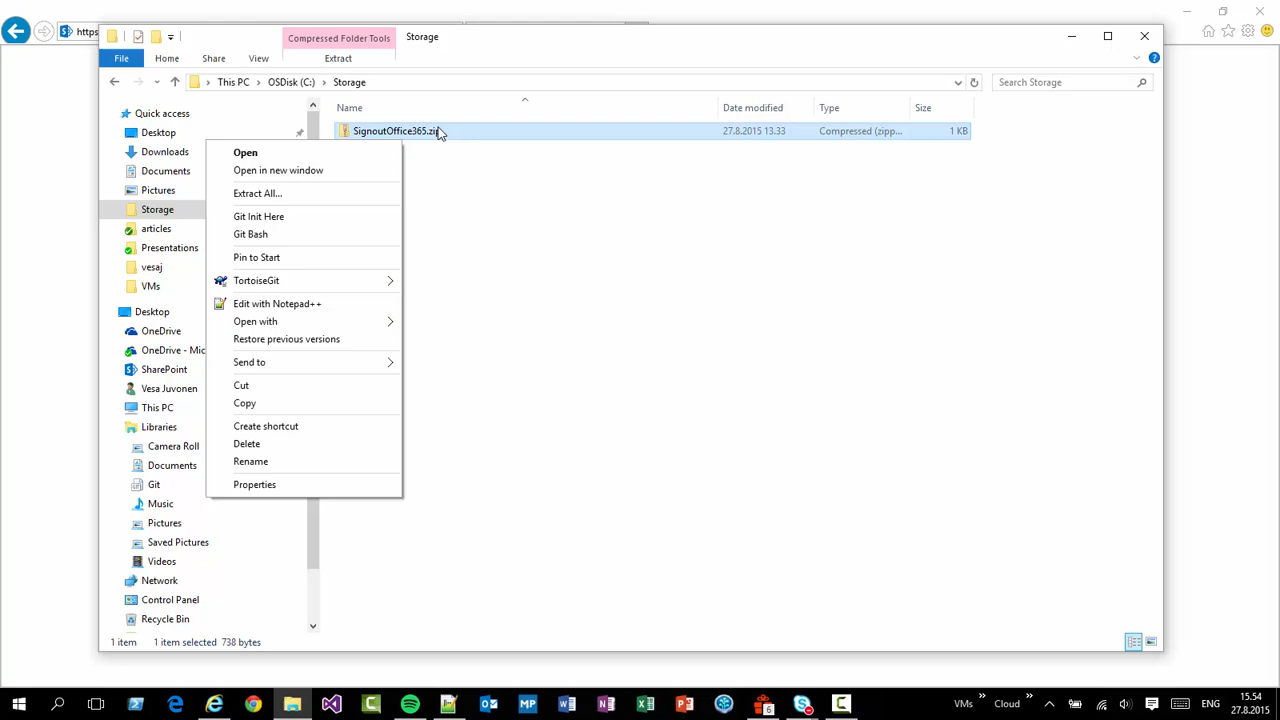 https
Compressed Folder Tools
Storage
File
Home
Share
View
Extract
This PC
OSDisk (C:)
Storage
Search Storage
Name
Date modified
Type
Size
SignoutOffice365.zip
27.8.2015 13.33
Compressed (zipp...
1 KB
Quick access
Desktop
Downloads
Documents
Pictures
Storage
articles
Presentations
vesaj
VMs
Desktop
OneDrive
OneDrive - Mic
SharePoint
Vesa Juvonen
This PC
Libraries
Camera Roll
Documents
Git
Music
Pictures
Saved Pictures
Videos
Network
Control Panel
Recycle Bin
Open
Open in new window
Extract All...
Git Init Here
Git Bash
Pin to Start
TortoiseGit
Edit with Notepad++
Open with
Restore previous versions
Send to
Cut
Copy
Create shortcut
Delete
Rename
Properties
1 item
1 item selected 738 bytes
VMs
Cloud
ENG
15.54
27.8.2015